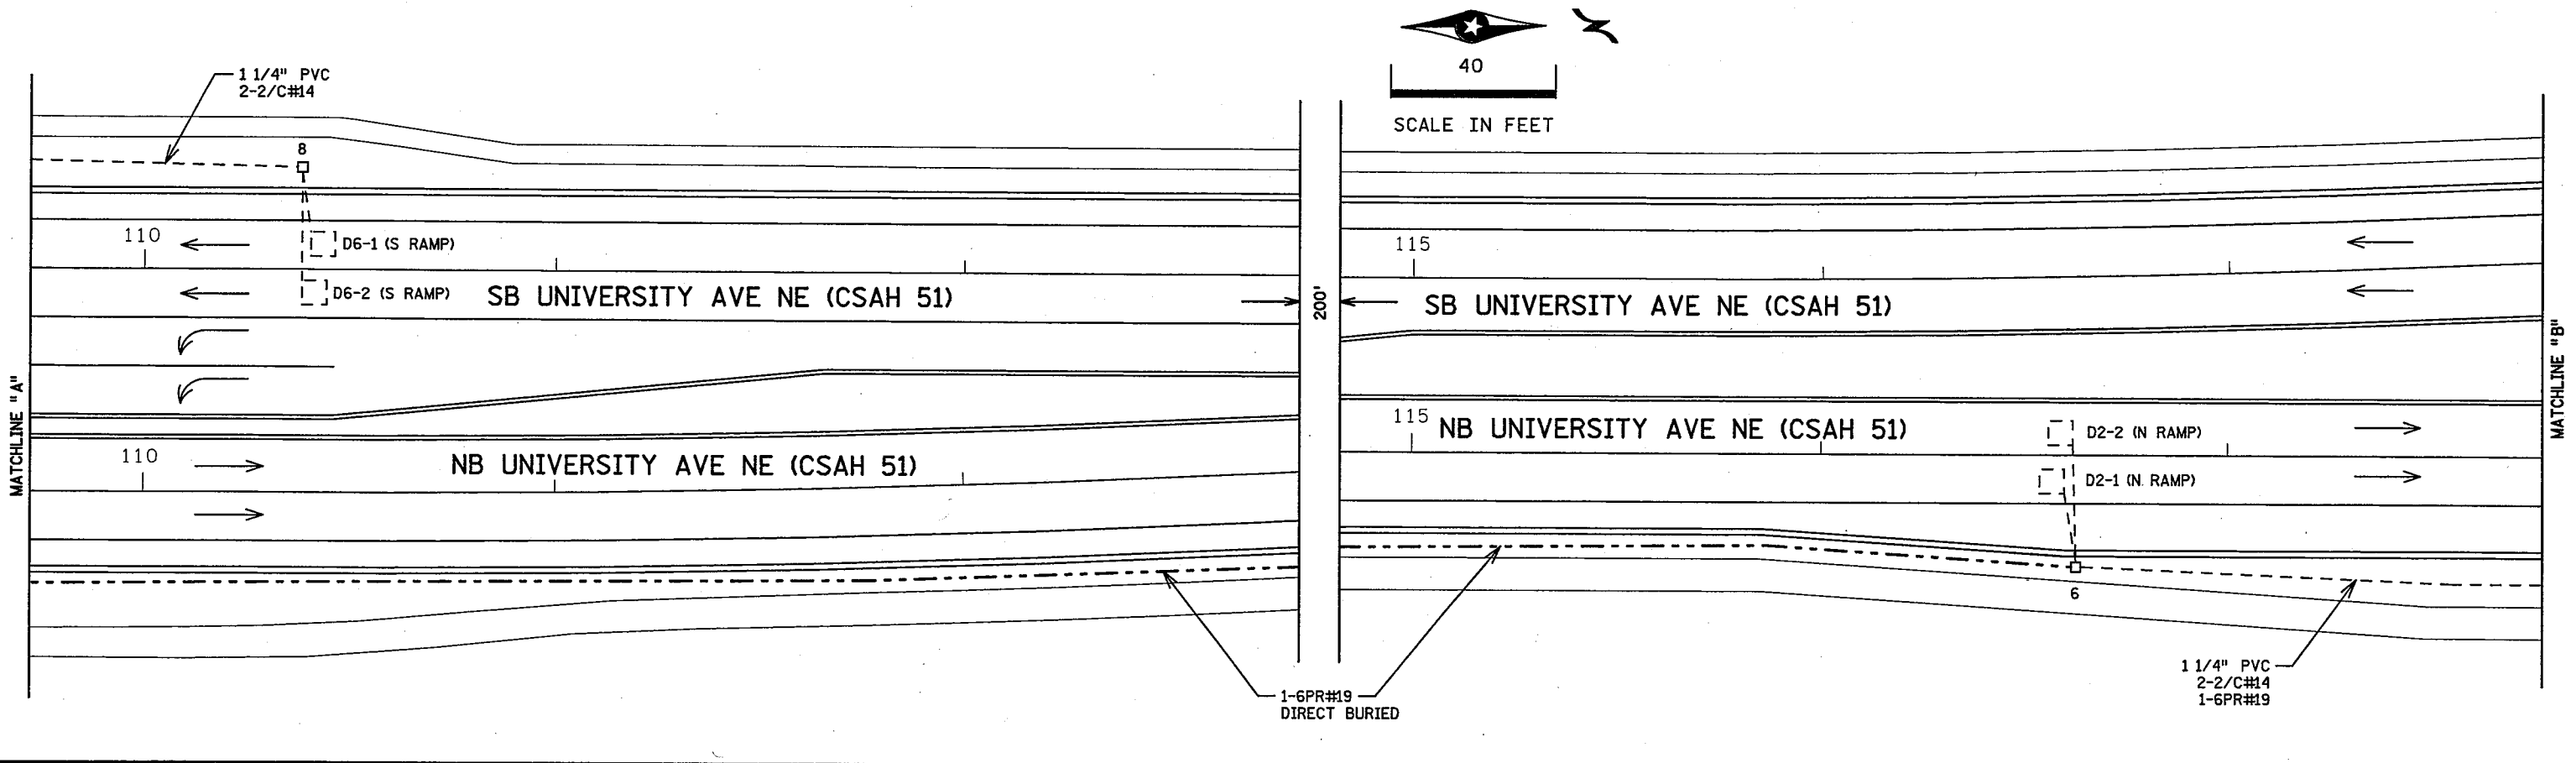 1 1/4" PVC
2-2/C#14
40
SCALE IN FEET
8
110
D6-1 (S RAMP)
D6-2 (S RAMP)
SB UNIVERSITY AVE NE (CSAH 51)
200'
115
SB UNIVERSITY AVE NE (CSAH 51)
MATCHLINE "A"
MATCHLINE "B"
110
NB UNIVERSITY AVE NE (CSAH 51)
115
NB UNIVERSITY AVE NE (CSAH 51)
D2-2 (N RAMP)
D2-1 (N RAMP)
6
1-6PR#19
DIRECT BURIED
1 1/4" PVC
2-2/C#14
1-6PR#19